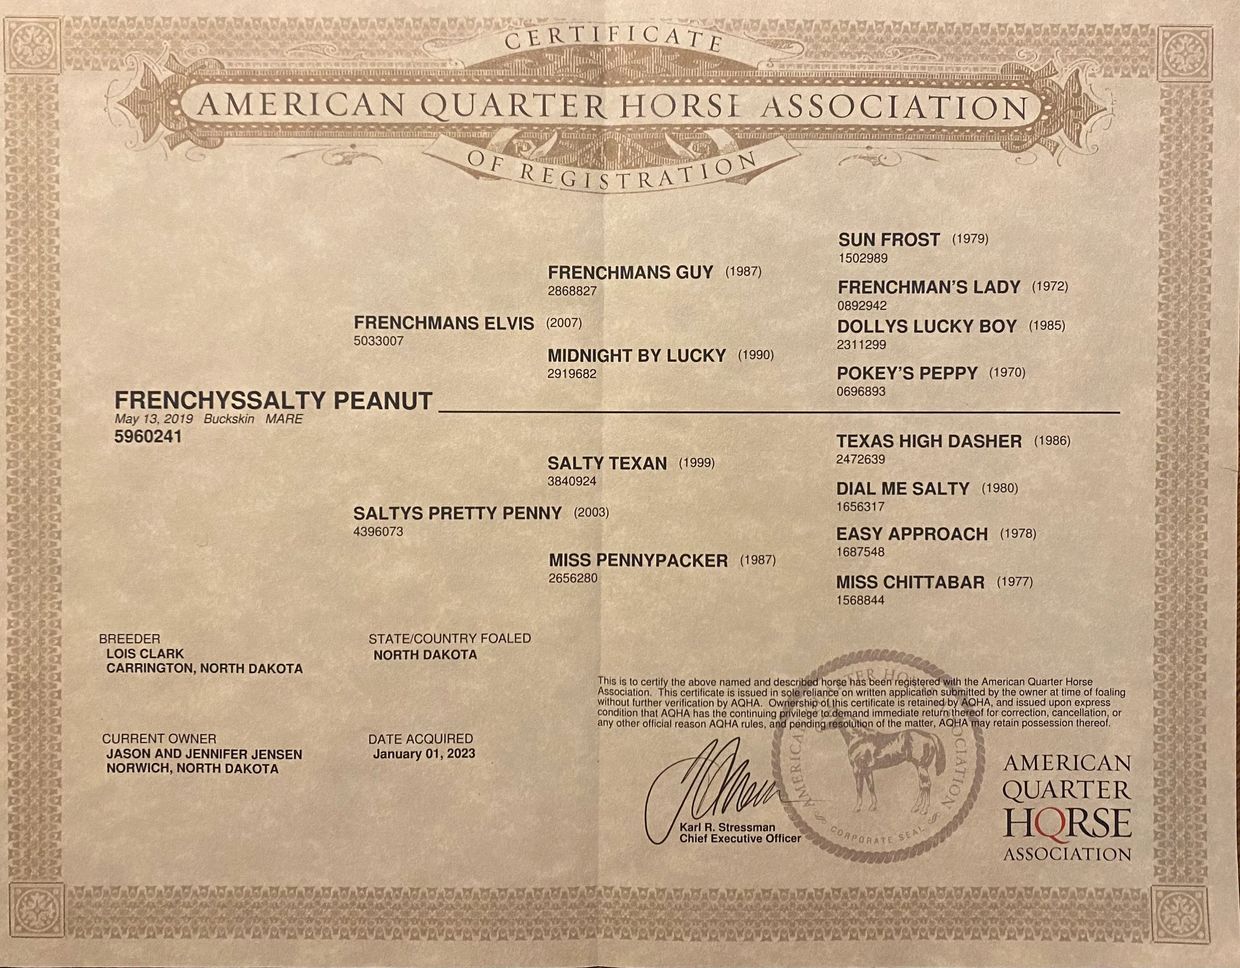 CERTIFICATE
AMERICAN QUARTER HORSE ASSOCIATION
OF REGISTRATION
SUN FROST (1979)
1502989
FRENCHMANS GUY (1987)
2868827
FRENCHMAN'S LADY (1972)
0892942
FRENCHMANS ELVIS (2007)
5033007
DOLLYS LUCKY BOY (1985)
2311299
MIDNIGHT BY LUCKY (1990)
2919682
POKEY'S PEPPY (1970)
0696893
FRENCHYSSALTY PEANUT
May 13, 2019 Buckskin MARE
5960241
TEXAS HIGH DASHER (1986)
2472639
SALTY TEXAN (1999)
3840924
DIAL ME SALTY (1980)
1656317
SALTYS PRETTY PENNY (2003)
4396073
EASY APPROACH (1978)
1687548
MISS PENNYPACKER (1987)
2656280
MISS CHITTABAR (1977)
1568844
BREEDER
LOIS CLARK
CARRINGTON, NORTH DAKOTA
STATE/COUNTRY FOALED
NORTH DAKOTA
CURRENT OWNER
JASON AND JENNIFER JENSEN
NORWICH, NORTH DAKOTA
DATE ACQUIRED
January 01, 2023
This is to certify the above named and described horse has been registered with the American Quarter Horse
Association. This certificate is issued in sole reliance on written application submitted by the owner at time of foaling
without further verification by AQHA. Ownership of this certificate is retained by AQHA, and issued upon express
condition that AQHA has the continuing privilege to demand immediate return thereof for correction, cancellation, or
any other official reason AQHA rules, and pending resolution of the matter, AQHA may retain possession thereof.
Karl R. Stressman
Chief Executive Officer
CORPORATE SEAL
AMERICAN
QUARTER
HORSE
ASSOCIATION